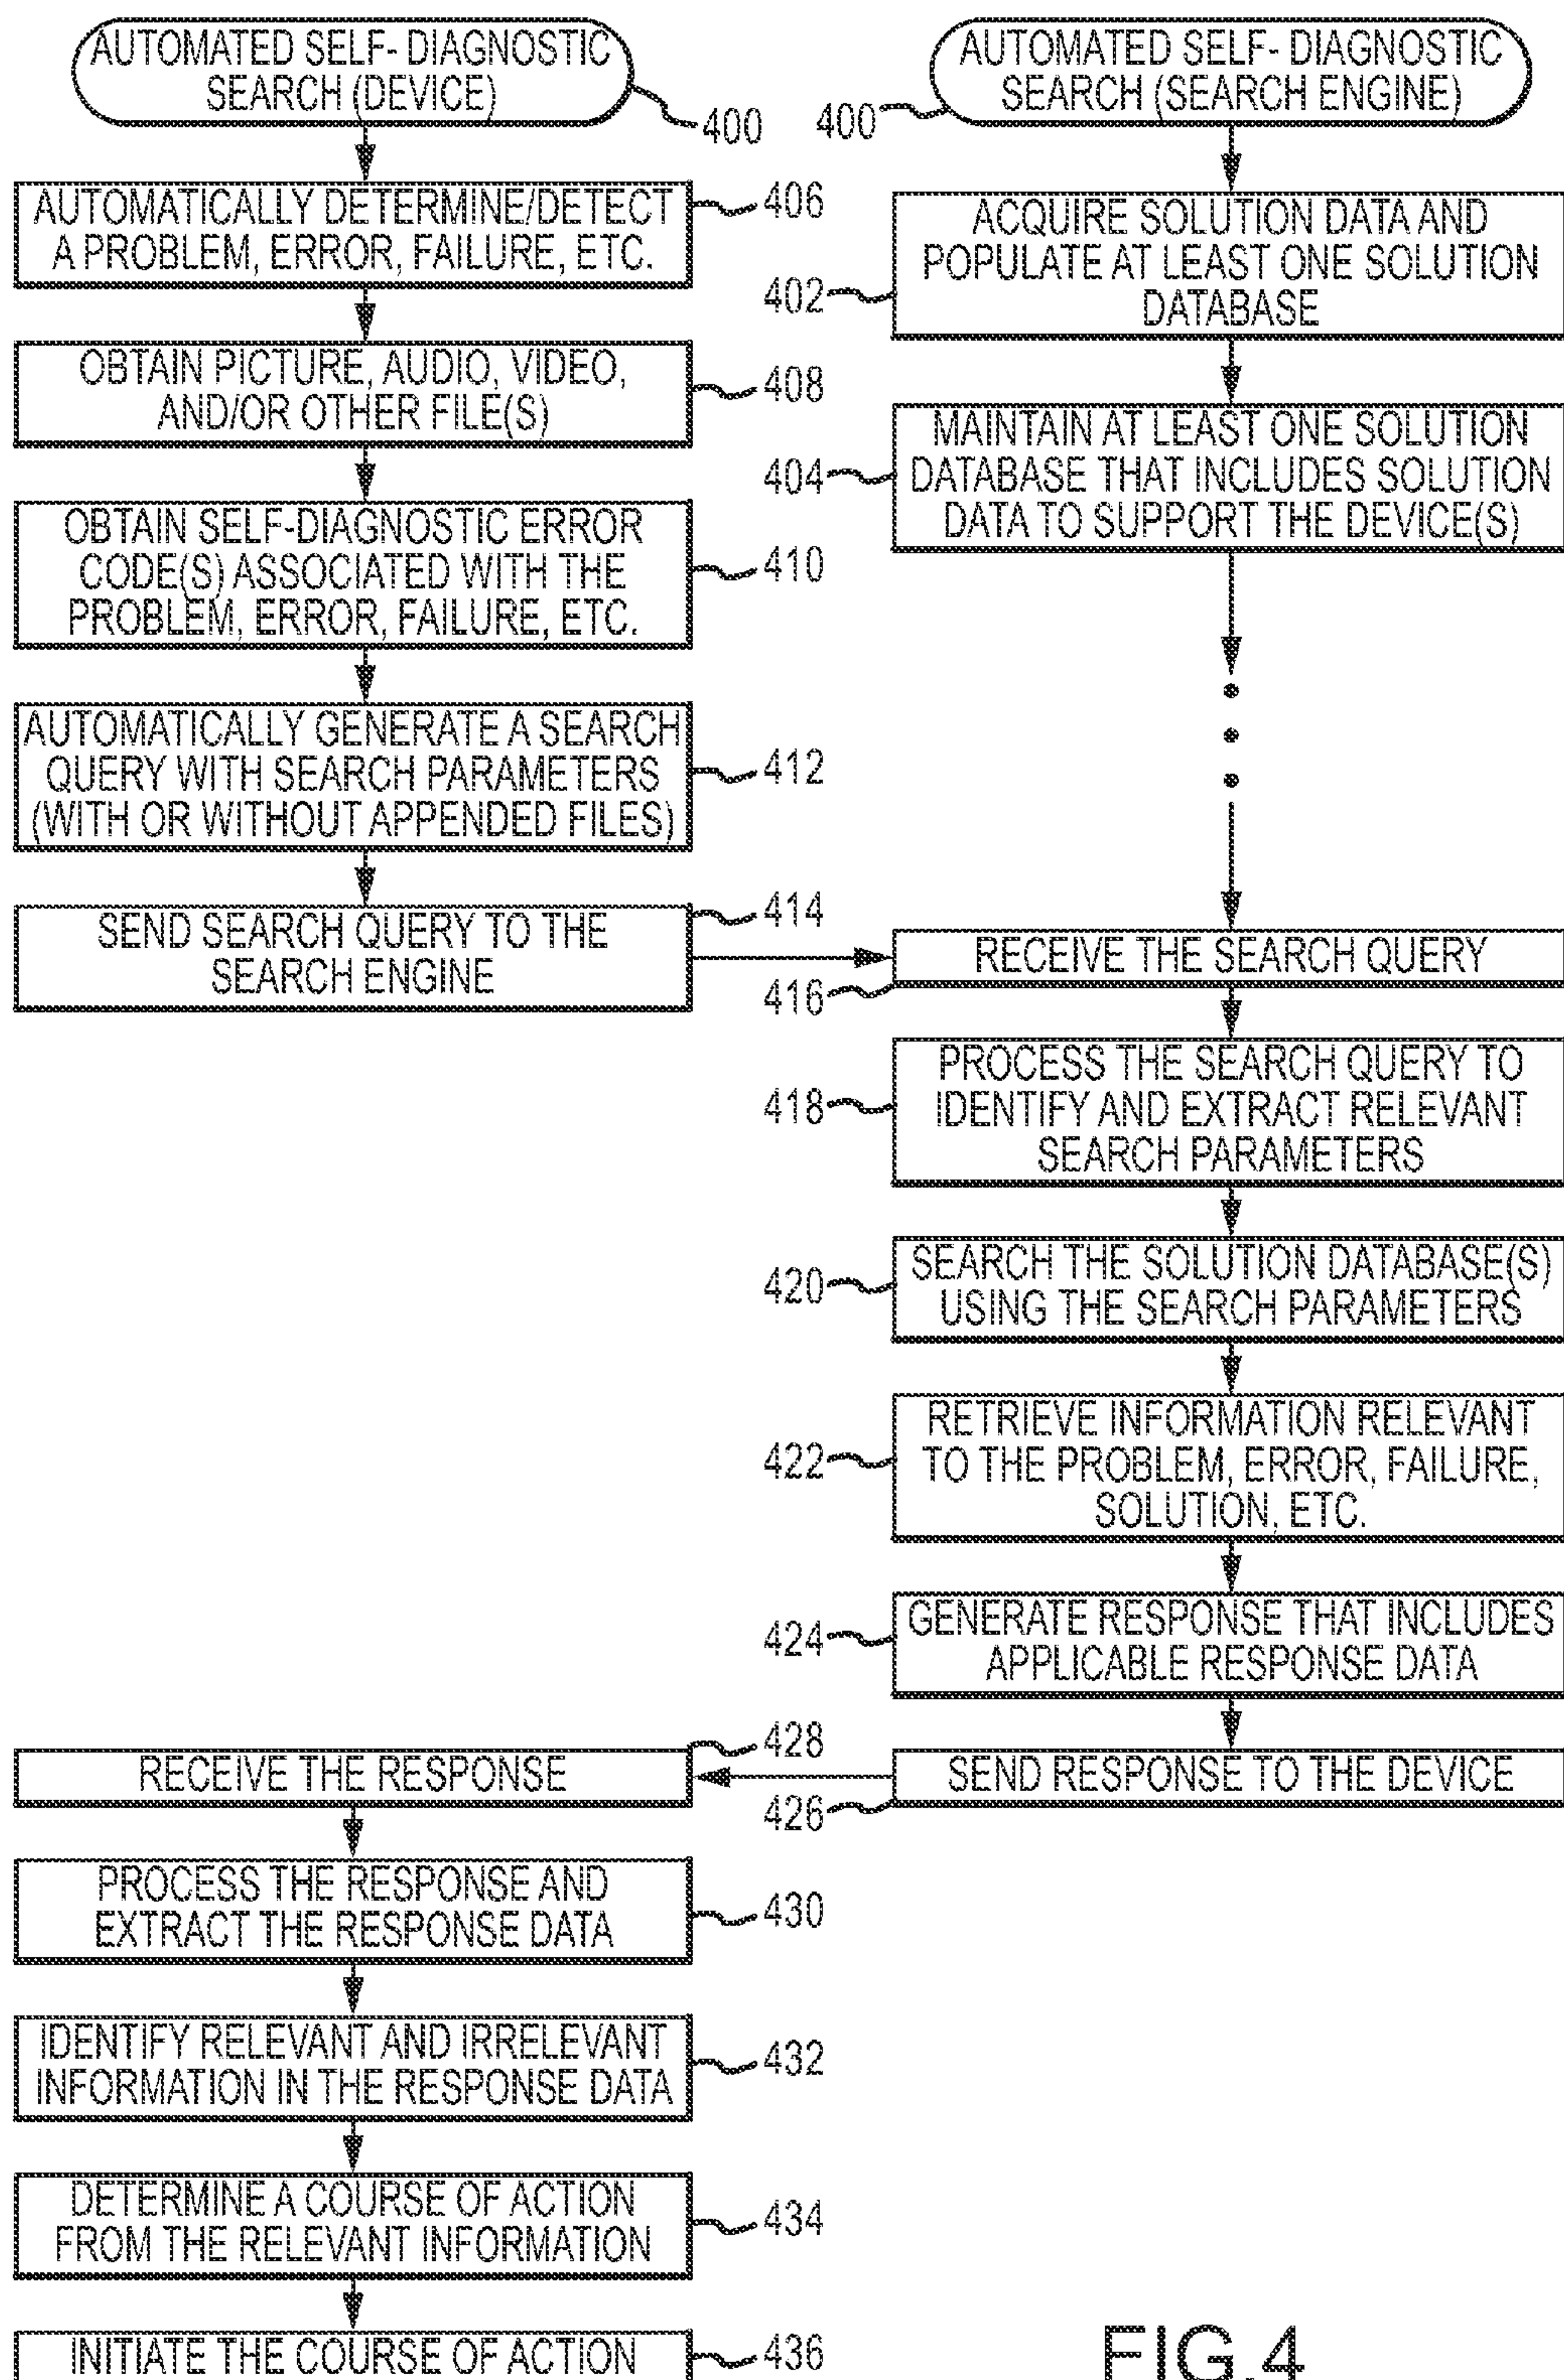 AUTOMATED SELF- DIAGNOSTIC
SEARCH (DEVICE)
400
AUTOMATICALLY DETERMINE/DETECT
A PROBLEM, ERROR, FAILURE, ETC.
406
OBTAIN PICTURE, AUDIO, VIDEO,
AND/OR OTHER FILE(S)
408
OBTAIN SELF-DIAGNOSTIC ERROR
CODE(S) ASSOCIATED WITH THE
PROBLEM, ERROR, FAILURE, ETC.
410
AUTOMATICALLY GENERATE A SEARCH
QUERY WITH SEARCH PARAMETERS
(WITH OR WITHOUT APPENDED FILES)
412
SEND SEARCH QUERY TO THE
SEARCH ENGINE
414
AUTOMATED SELF- DIAGNOSTIC
SEARCH (SEARCH ENGINE)
400
ACQUIRE SOLUTION DATA AND
POPULATE AT LEAST ONE SOLUTION
DATABASE
402
MAINTAIN AT LEAST ONE SOLUTION
DATABASE THAT INCLUDES SOLUTION
DATA TO SUPPORT THE DEVICE(S)
404
RECEIVE THE SEARCH QUERY
416
PROCESS THE SEARCH QUERY TO
IDENTIFY AND EXTRACT RELEVANT
SEARCH PARAMETERS
418
SEARCH THE SOLUTION DATABASE(S)
USING THE SEARCH PARAMETERS
420
RETRIEVE INFORMATION RELEVANT
TO THE PROBLEM, ERROR, FAILURE,
SOLUTION, ETC.
422
GENERATE RESPONSE THAT INCLUDES
APPLICABLE RESPONSE DATA
424
SEND RESPONSE TO THE DEVICE
426
RECEIVE THE RESPONSE
428
PROCESS THE RESPONSE AND
EXTRACT THE RESPONSE DATA
430
IDENTIFY RELEVANT AND IRRELEVANT
INFORMATION IN THE RESPONSE DATA
432
DETERMINE A COURSE OF ACTION
FROM THE RELEVANT INFORMATION
434
INITIATE THE COURSE OF ACTION
436
FIG.4